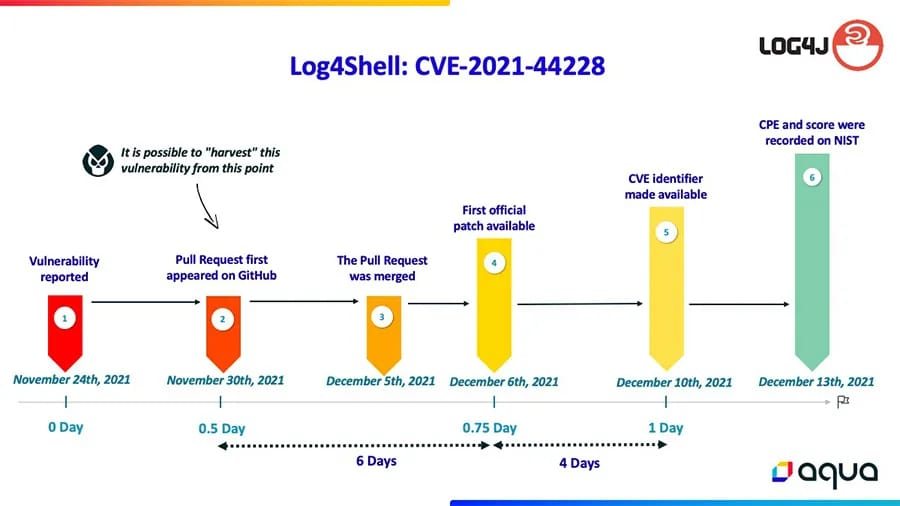 LOG4J
Log4Shell: CVE-2021-44228
It is possible to "harvest" this
vulnerability from this point
Vulnerability
reported
Pull Request first
appeared on GitHub
The Pull Request
was merged
First official
patch available
CVE identifier
made available
CPE and score were
recorded on NIST
1
2
3
4
5
6
November 24th, 2021
November 30th, 2021
December 5th, 2021
December 6th, 2021
December 10th, 2021
December 13th, 2021
0 Day
0.5 Day
0.75 Day
1 Day
6 Days
4 Days
aqua